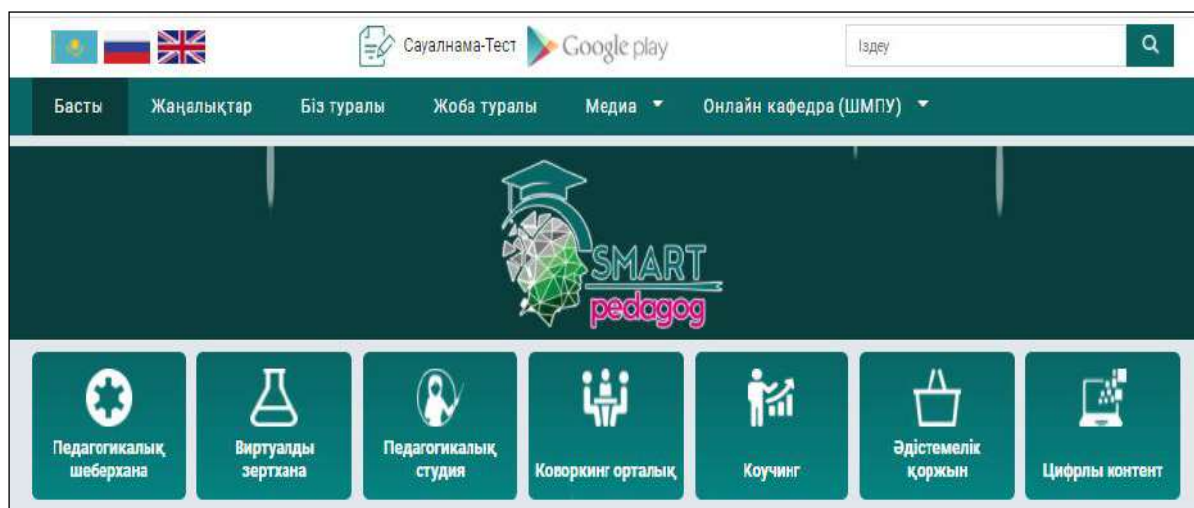 Сауалнама-Тест Google play Іздеу
Басты Жаңалықтар Біз туралы Жоба туралы Медиа Онлайн кафедра (ШМПУ)
SMART
pedagog
Педагогикалық
шеберхана
Виртуалды
зертхана
Педагогикалық
студия
Коворкинг орталық
Коучинг
Әдістемелік
қоржын
Цифрлы контент